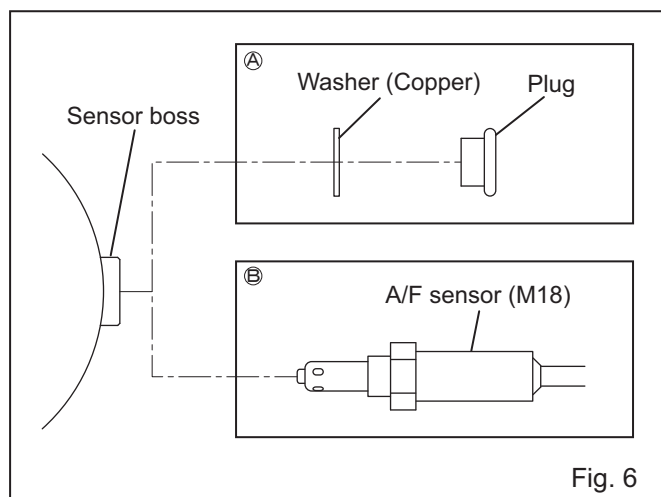 Ⓐ
Washer (Copper)
Plug
Sensor boss
Ⓑ
A/F sensor (M18)
Fig. 6